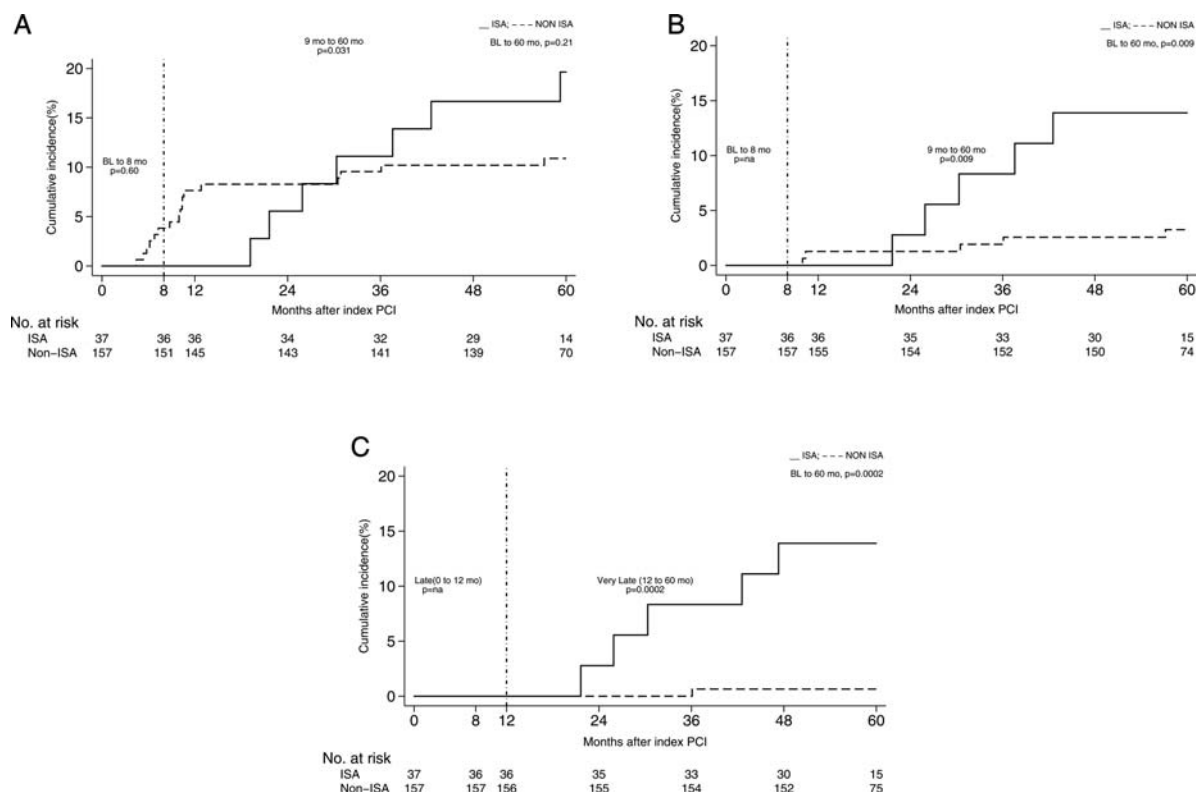 A
__ ISA; --- NON ISA
9 mo to 60 mo
p=0.031
BL to 60 mo, p=0.21
Cumulative incidence(%)
20
15
10
5
0
BL to 8 mo
p=0.60
0 8 12 24 36 48 60
Months after index PCI
No. at risk
ISA 37 36 36 34 32 29 14
Non-ISA 157 151 145 143 141 139 70
B
__ ISA; --- NON ISA
BL to 60 mo, p=0.009
Cumulative incidence(%)
20
15
10
5
0
BL to 8 mo
p=na
9 mo to 60 mo
p=0.009
0 8 12 24 36 48 60
Months after index PCI
No. at risk
ISA 37 36 36 35 33 30 15
Non-ISA 157 157 155 154 152 150 74
C
__ ISA; --- NON ISA
BL to 60 mo, p=0.0002
Cumulative incidence(%)
20
15
10
5
0
Late(0 to 12 mo)
p=na
Very Late (12 to 60 mo)
p=0.0002
0 8 12 24 36 48 60
Months after index PCI
No. at risk
ISA 37 36 36 35 33 30 15
Non-ISA 157 157 156 155 154 152 75